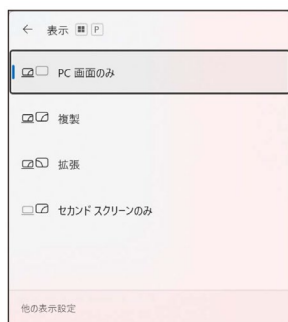 ← 表示 P
PC 画面のみ
複製
拡張
セカンド スクリーンのみ
他の表示設定